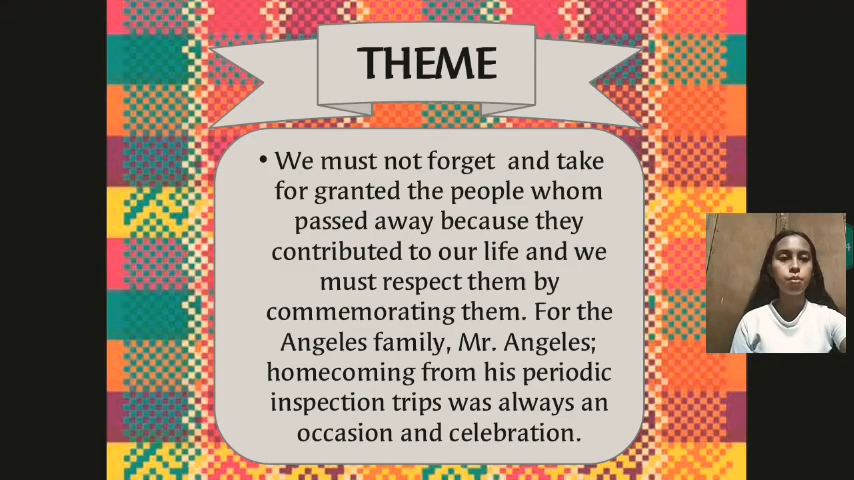 THEME
• We must not forget  and take
for granted the people whom
passed away because they
contributed to our life and we
must respect them by
commemorating them. For the
Angeles family, Mr. Angeles;
homecoming from his periodic
inspection trips was always an
occasion and celebration.
4